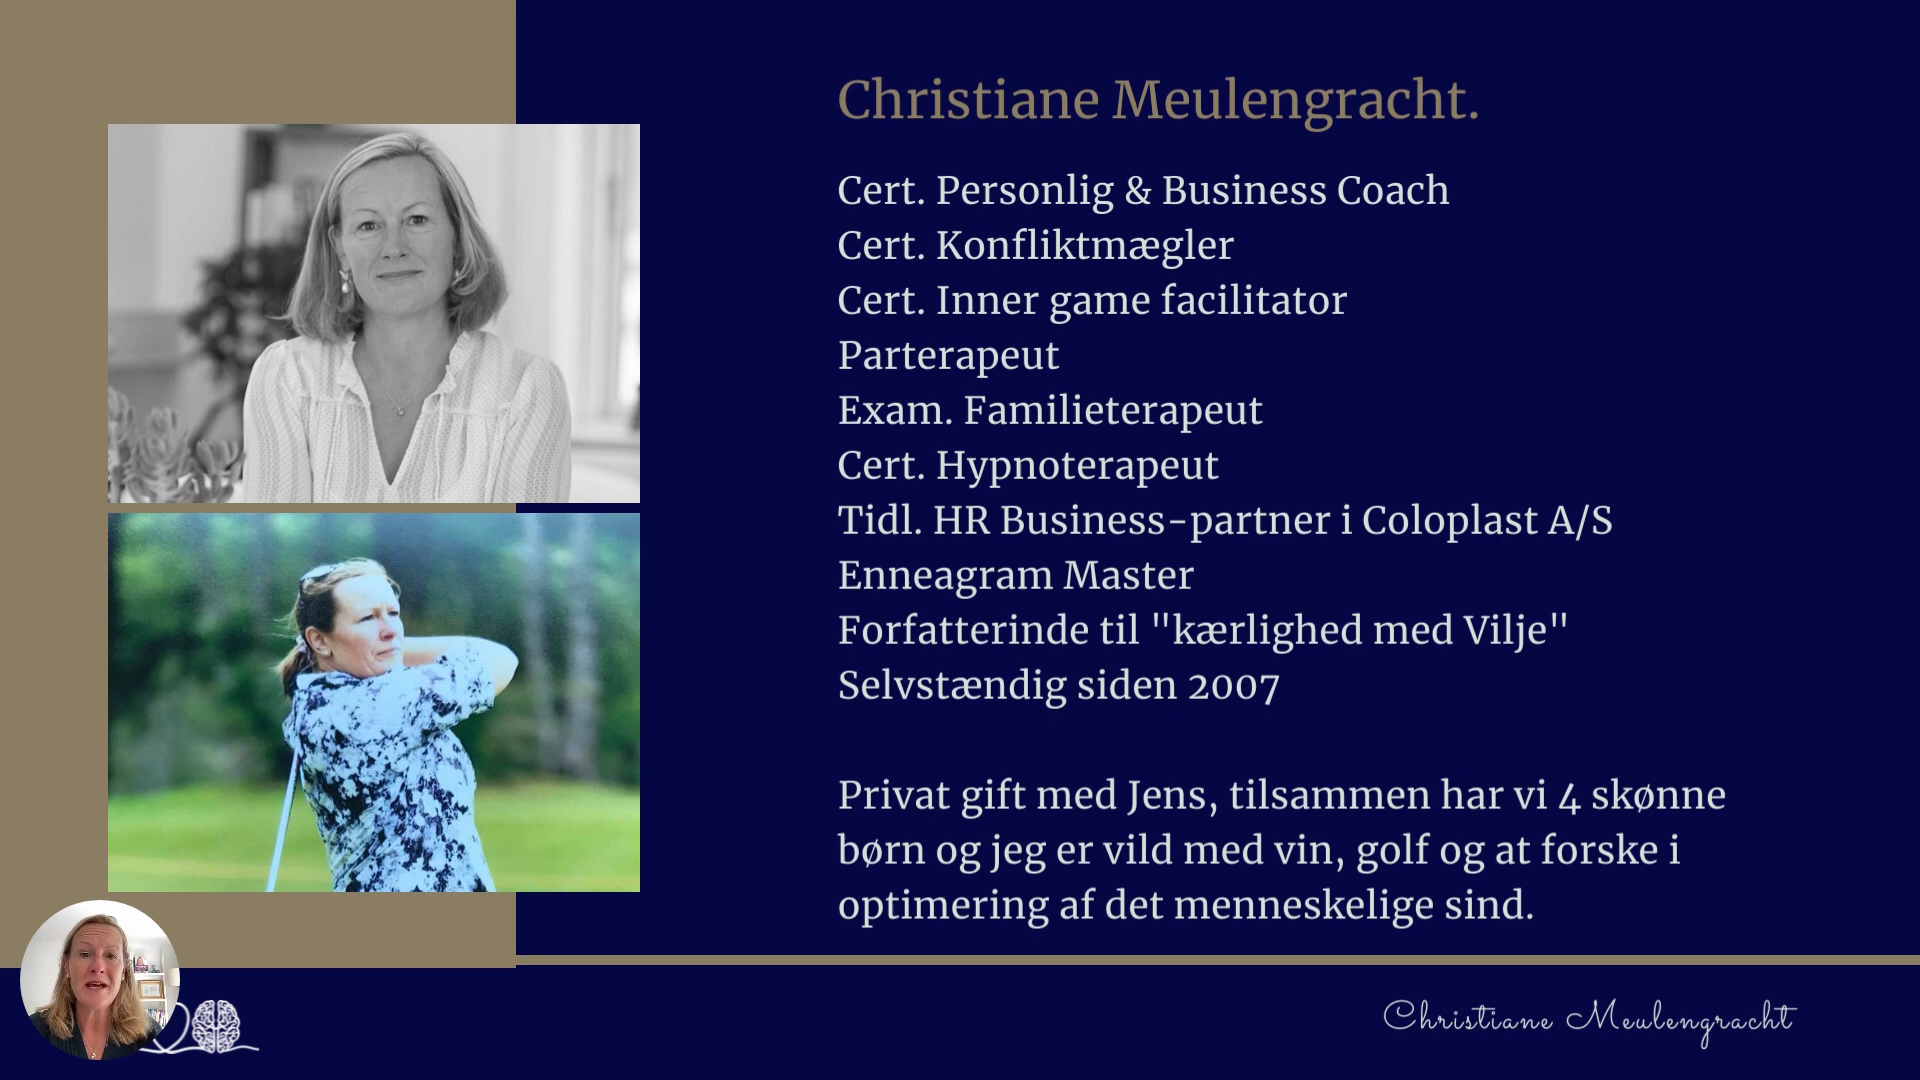 Christiane Meulengracht.
Cert. Personlig & Business Coach
Cert. Konfliktmægler
Cert. Inner game facilitator
Parterapeut
Exam. Familieterapeut
Cert. Hypnoterapeut
Tidl. HR Business-partner i Coloplast A/S
Enneagram Master
Forfatterinde til "kærlighed med Vilje"
Selvstændig siden 2007
Privat gift med Jens, tilsammen har vi 4 skønne
børn og jeg er vild med vin, golf og at forske i
optimering af det menneskelige sind.
Christiane Meulengracht